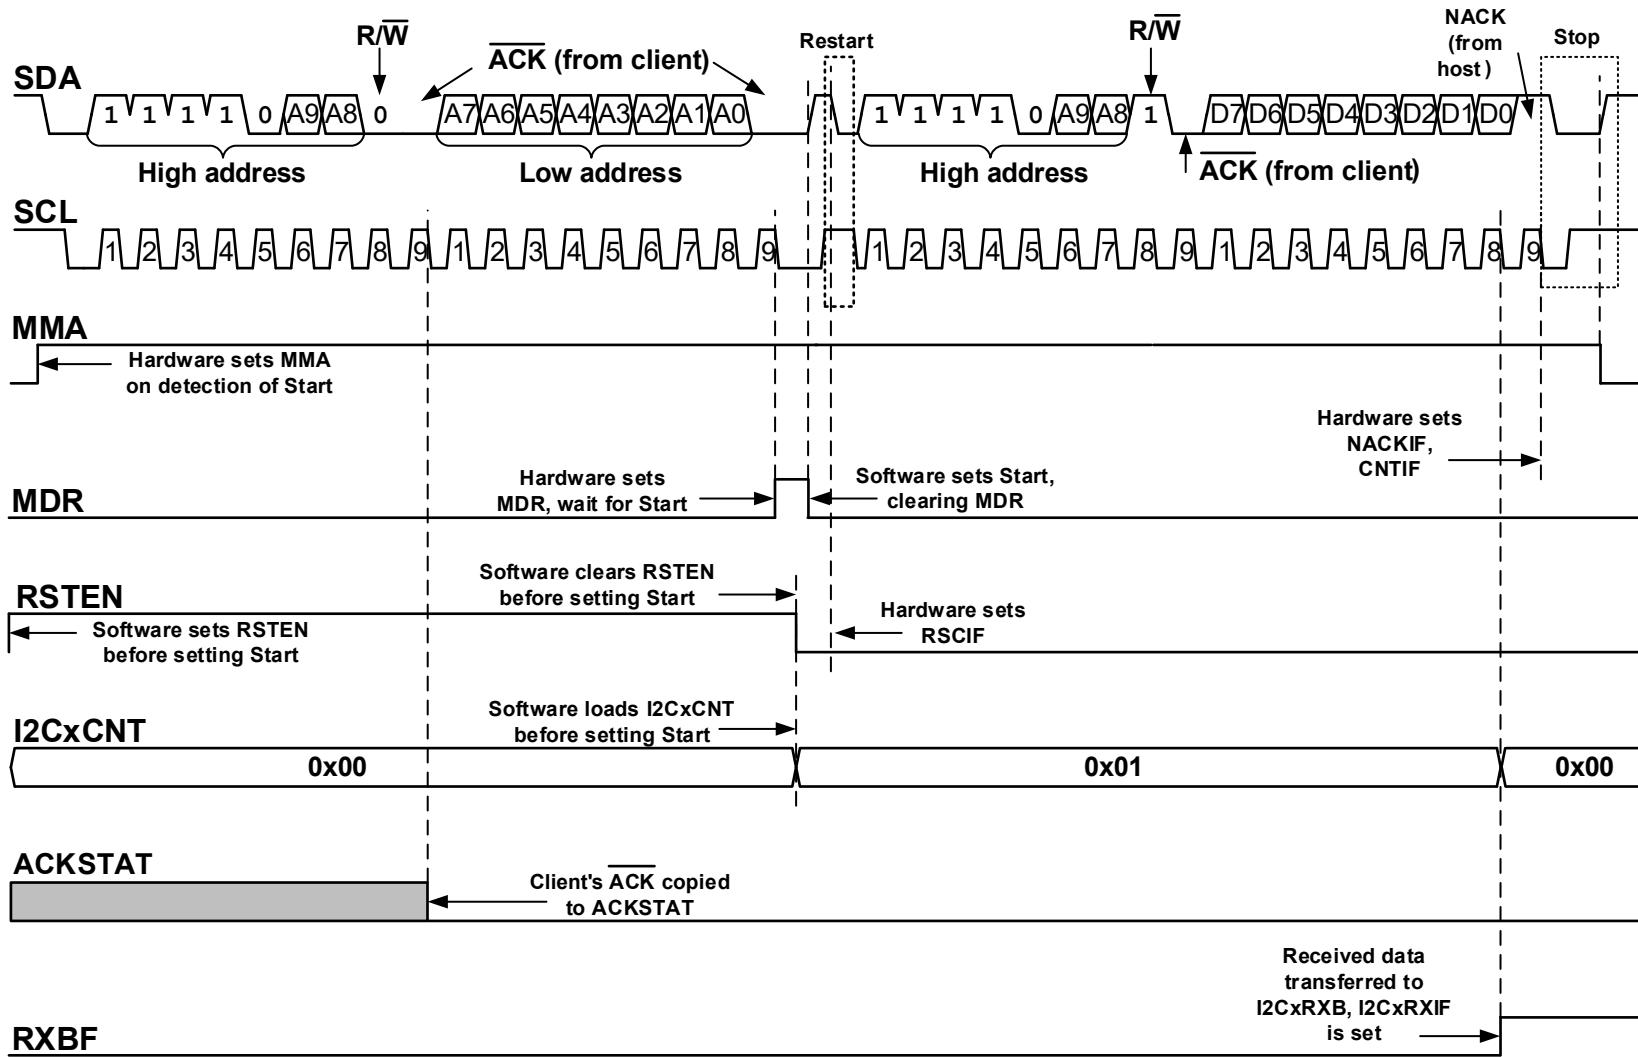 R/W
ACK (from client)
Restart
R/W
NACK
(from
host )
Stop
SDA
1 1 1 1 0 A9 A8 0 A7 A6 A5 A4 A3 A2 A1 A0 1 1 1 1 0 A9 A8 1 D7 D6 D5 D4 D3 D2 D1 D0
High address
Low address
High address
ACK (from client)
SCL
1 2 3 4 5 6 7 8 9 1 2 3 4 5 6 7 8 9 1 2 3 4 5 6 7 8 9 1 2 3 4 5 6 7 8 9
MMA
Hardware sets MMA
on detection of Start
Hardware sets
NACKIF,
CNTIF
MDR
Hardware sets
MDR, wait for Start
Software sets Start,
clearing MDR
RSTEN
Software sets RSTEN
before setting Start
Software clears RSTEN
before setting Start
Hardware sets
RSCIF
I2CxCNT
Software loads I2CxCNT
before setting Start
0x00
0x01
0x00
ACKSTAT
Client's ACK copied
to ACKSTAT
RXBF
Received data
transferred to
I2CxRXB, I2CxRXIF
is set